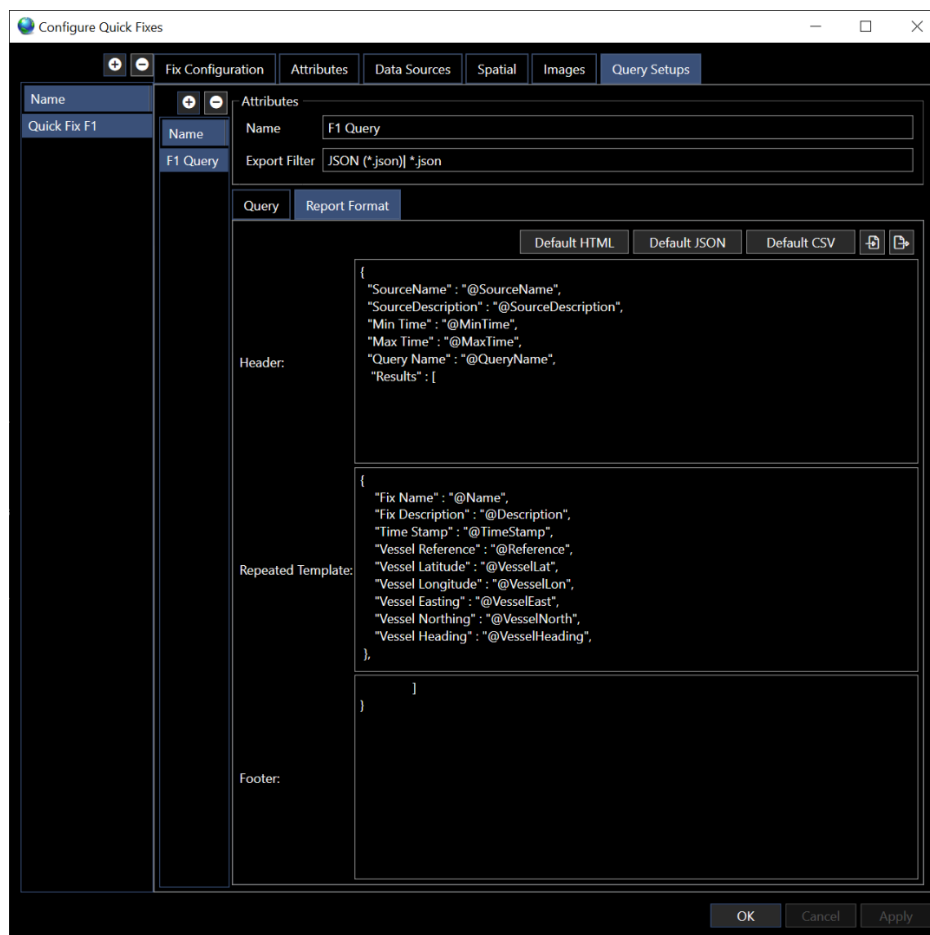 Configure Quick Fixes
Fix Configuration Attributes Data Sources Spatial Images Query Setups
Name
Quick Fix F1
Name
F1 Query
Attributes
Name F1 Query
Export Filter JSON (*.json)| *.json
Query Report Format
Default HTML Default JSON Default CSV
Header:
{
"SourceName" : "@SourceName",
"SourceDescription" : "@SourceDescription",
"Min Time" : "@MinTime",
"Max Time" : "@MaxTime",
"Query Name" : "@QueryName",
"Results" : [
Repeated Template:
{
"Fix Name" : "@Name",
"Fix Description" : "@Description",
"Time Stamp" : "@TimeStamp",
"Vessel Reference" : "@Reference",
"Vessel Latitude" : "@VesselLat",
"Vessel Longitude" : "@VesselLon",
"Vessel Easting" : "@VesselEast",
"Vessel Northing" : "@VesselNorth",
"Vessel Heading" : "@VesselHeading",
},
Footer:
]
}
OK Cancel Apply